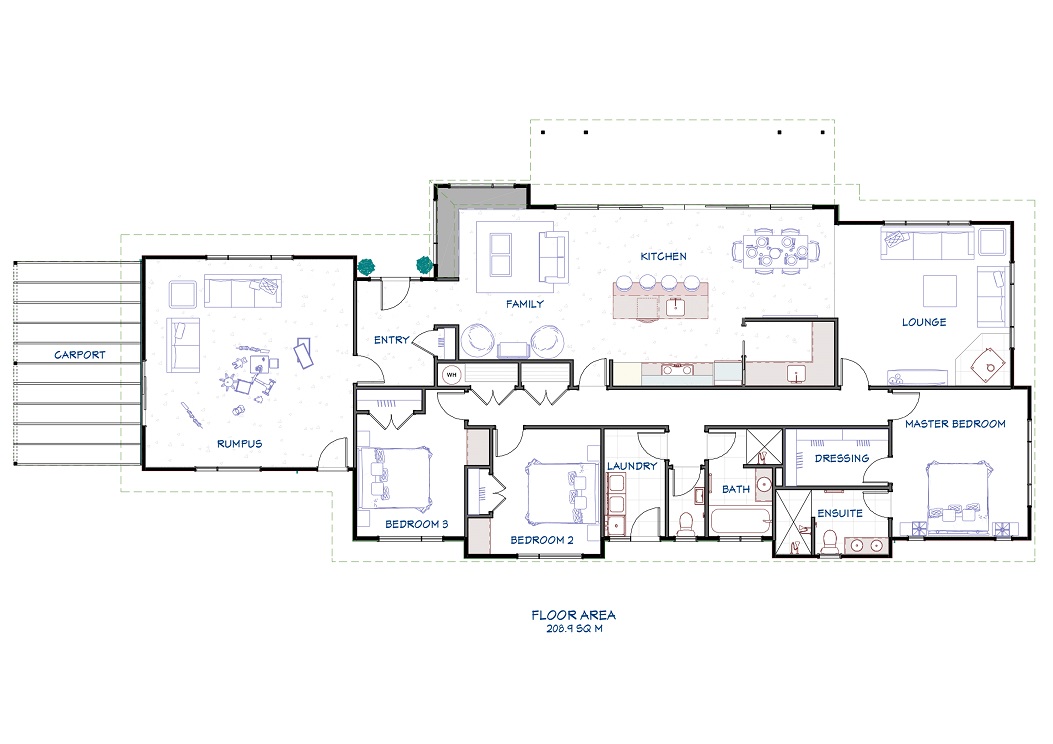 KITCHEN
FAMILY
LOUNGE
ENTRY
CARPORT
WH
RUMPUS
MASTER BEDROOM
DRESSING
LAUNDRY
BATH
ENSUITE
BEDROOM 3
BEDROOM 2
FLOOR AREA
208.9 SQ M